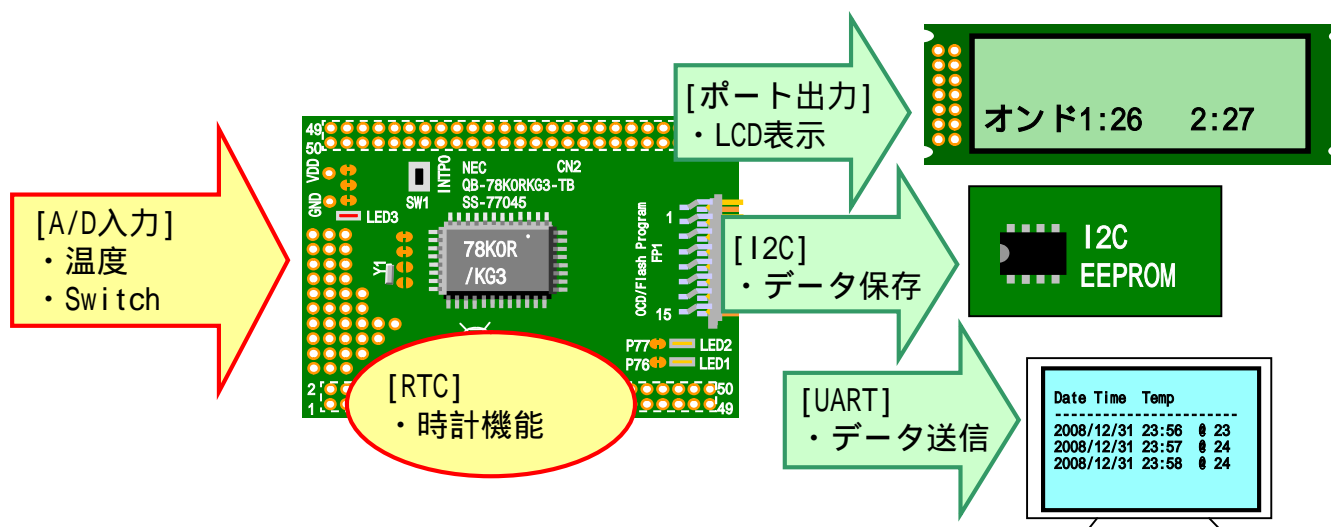 [A/D入力]
・温度
・Switch
49
50
VDD
GND
LED3
SW1
INTP0
NEC
CN2
QB-78K0RKG3-TB
SS-77045
78K0R
/KG3
Y1
OCD/Flash Program
FP1
1
15
P77
LED2
P76
LED1
2
1
50
49
[RTC]
・時計機能
[ポート出力]
・LCD表示
オンド1:26 2:27
[I2C]
・データ保存
I2C
EEPROM
[UART]
・データ送信
Date Time Temp
-------------------------
2008/12/31 23:56 @ 23
2008/12/31 23:57 @ 24
2008/12/31 23:58 @ 24